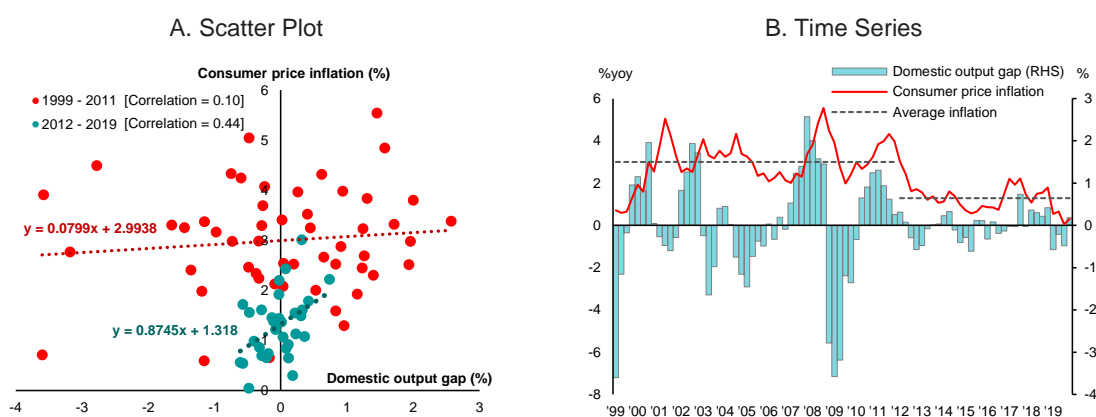 A. Scatter Plot
Consumer price inflation (%)
1999 - 2011 [Correlation = 0.10]
2012 - 2019 [Correlation = 0.44]
6
5
4
3
2
1
0
y = 0.0799x + 2.9938
y = 0.8745x + 1.318
Domestic output gap (%)
-4 -3 -2 -1 0 1 2 3
B. Time Series
%yoy %
Domestic output gap (RHS)
Consumer price inflation
Average inflation
6 3
4 2
2 1
0 0
-2 -1
-4 -2
-6 -3
-8 -4
'99 '00 '01 '02 '03 '04 '05 '06 '07 '08 '09 '10 '11 '12 '13 '14 '15 '16 '17 '18 '19